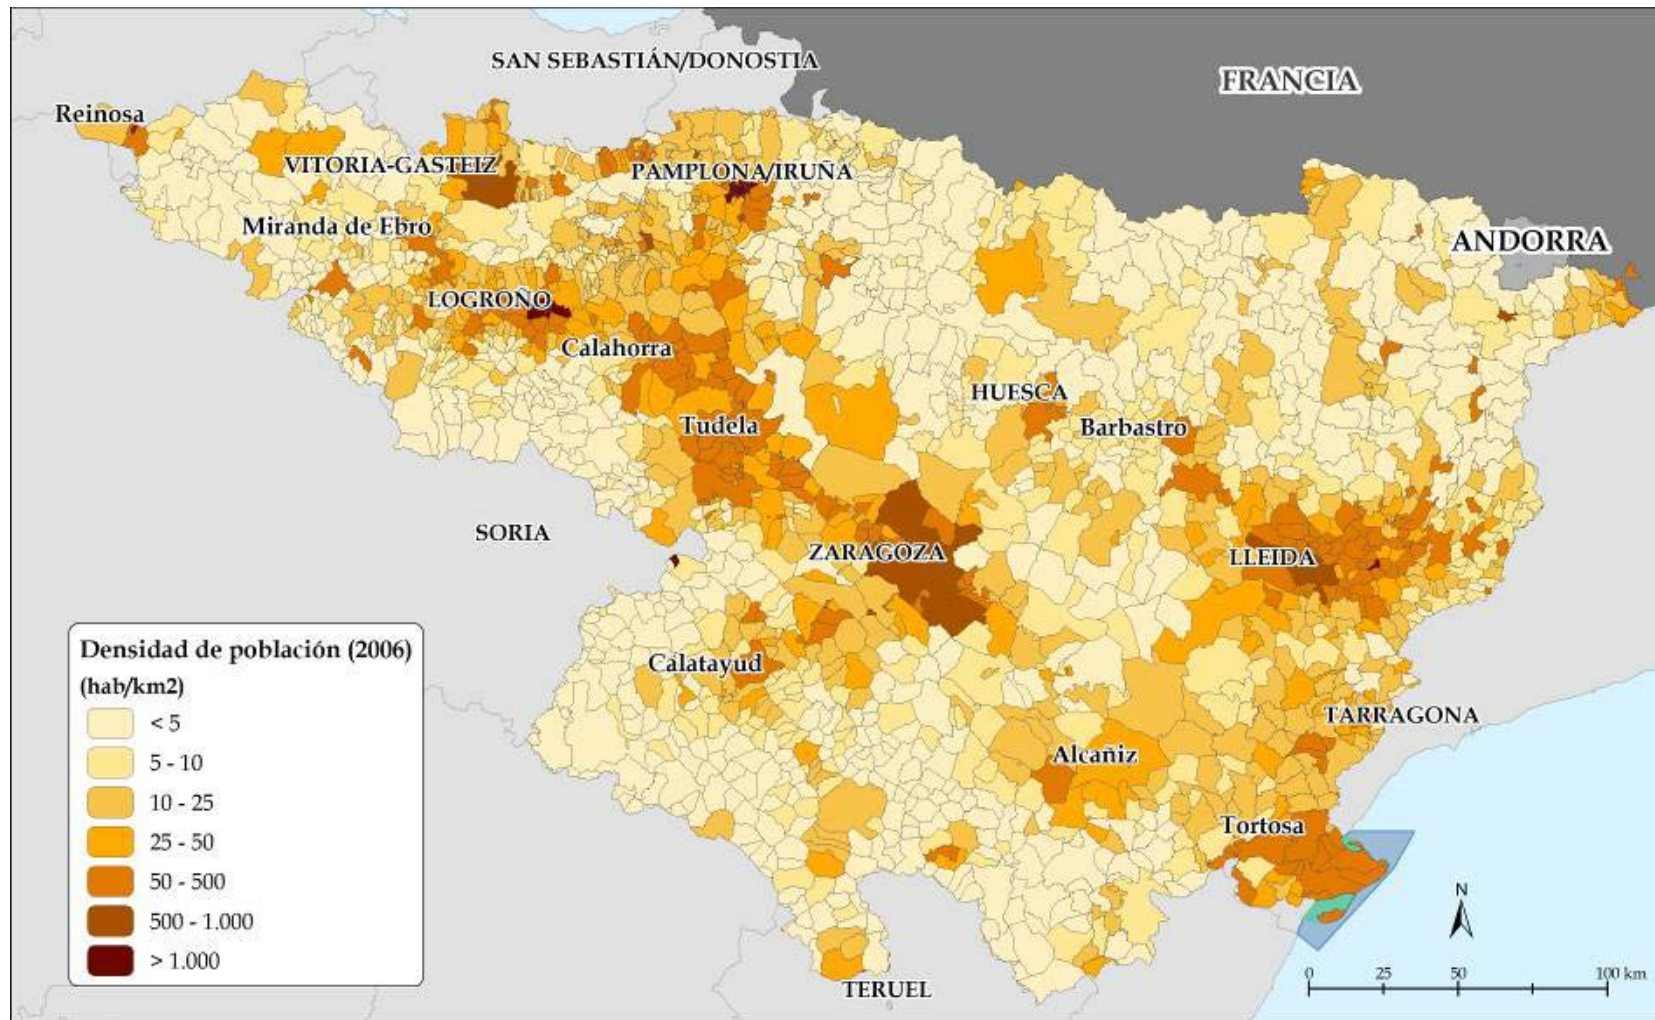 SAN SEBASTIÁN/DONOSTIA
FRANCIA
Reinosa
VITORIA-GASTEIZ
PAMPLONA/IRUÑA
Miranda de Ebro
ANDORRA
LOGROÑO
Calahorra
HUESCA
Tudela
Barbastro
SORIA
ZARAGOZA
LLEIDA
Calatayud
TARRAGONA
Alcañiz
Tortosa
TERUEL
Densidad de población (2006)
(hab/km2)
< 5
5 - 10
10 - 25
25 - 50
50 - 500
500 - 1.000
> 1.000
N
0 25 50 100 km